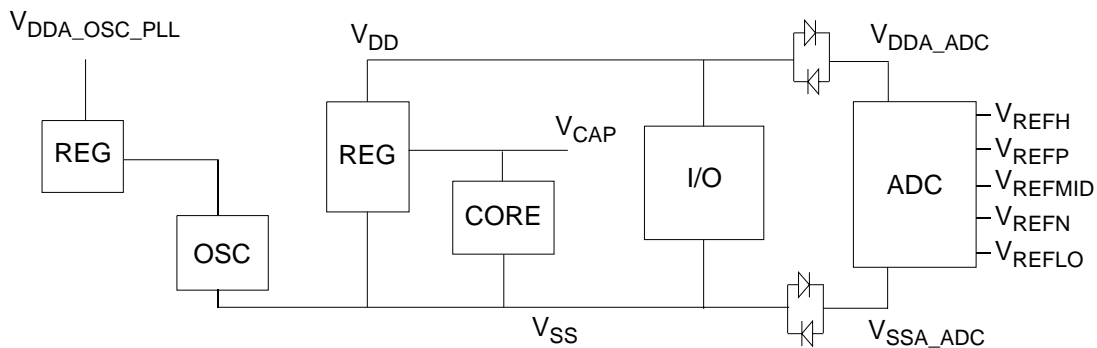 VDDA_OSC_PLL
VDD
VDDA_ADC
REG
REG
VCAP
CORE
I/O
ADC
VREFH
VREFP
VREFMID
VREFN
VREFLO
OSC
VSS
VSSA_ADC